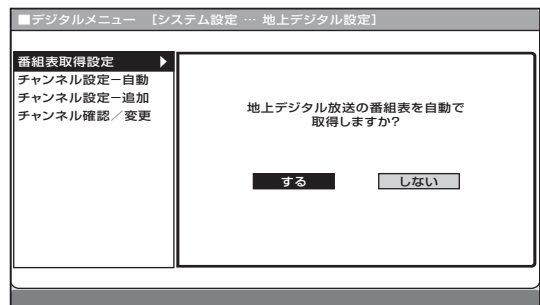 ■デジタルメニュー [システム設定 … 地上デジタル設定]
番組表取得設定 ▶
チャンネル設定－自動
チャンネル設定－追加
チャンネル確認／変更
地上デジタル放送の番組表を自動で
取得しますか?
する しない